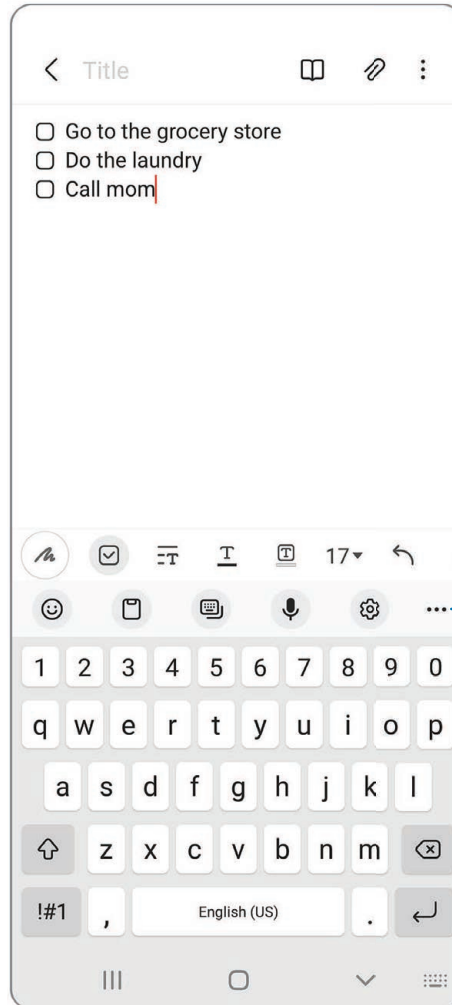 Title
Go to the grocery store
Do the laundry
Call mom
T T T 17
1 2 3 4 5 6 7 8 9 0
q w e r t y u i o p
a s d f g h j k l
z x c v b n m
!#1 , English (US) .